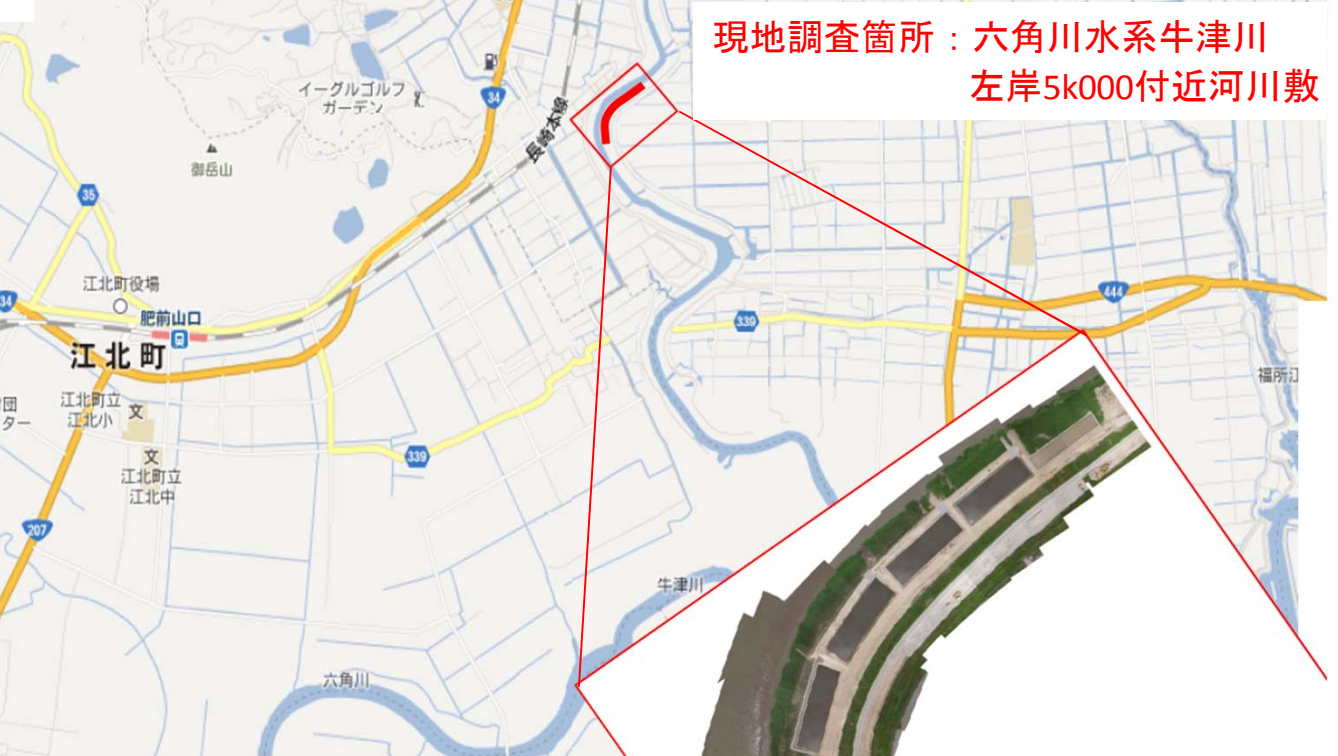 現地調査箇所：六角川水系牛津川
左岸5k000付近河川敷
イーグルゴルフ
ガーデン
34
長崎本線
御岳山
35
江北町役場
34
肥前山口
江北町
444
339
福所江
江北町立
江北小
文
団
ター
文
江北町立
江北中
339
207
牛津川
六角川